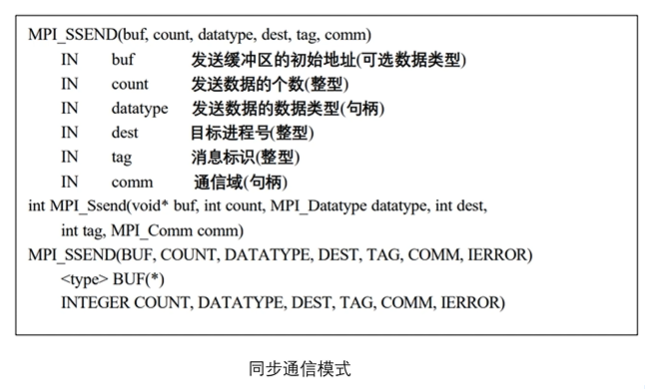 MPI_SSEND(buf, count, datatype, dest, tag, comm)
IN buf 发送缓冲区的初始地址(可选数据类型)
IN count 发送数据的个数(整型)
IN datatype 发送数据的数据类型(句柄)
IN dest 目标进程号(整型)
IN tag 消息标识(整型)
IN comm 通信域(句柄)
int MPI_Ssend(void* buf, int count, MPI_Datatype datatype, int dest,
int tag, MPI_Comm comm)
MPI_SSEND(BUF, COUNT, DATATYPE, DEST, TAG, COMM, IERROR)
<type> BUF(*)
INTEGER COUNT, DATATYPE, DEST, TAG, COMM, IERROR)
同步通信模式